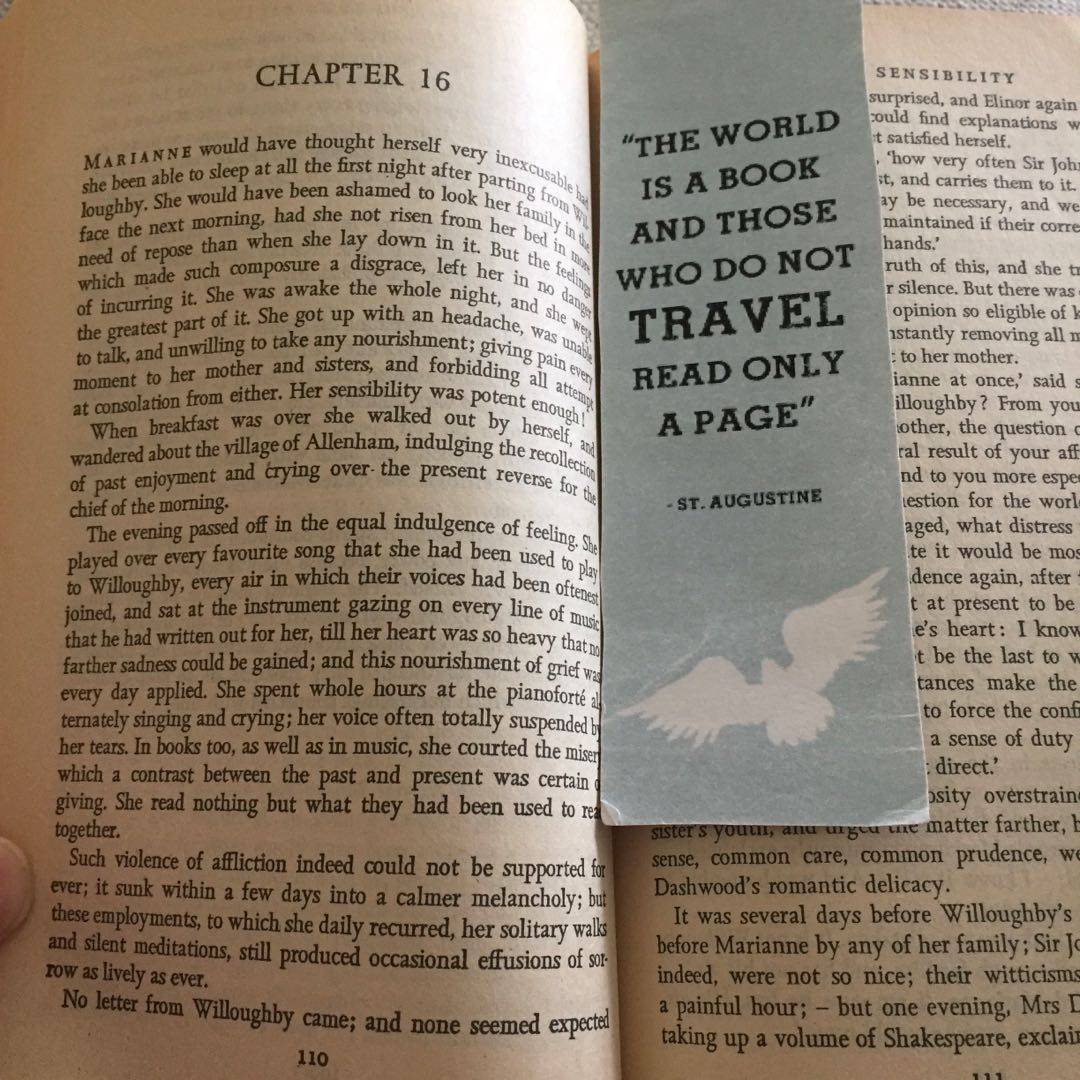 CHAPTER 16
MARIANNE would have thought herself very inexcusable had
she been able to sleep at all the first night after parting from Wil-
loughby. She would have been ashamed to look her family in the
face the next morning, had she not risen from her bed in more
need of repose than when she lay down in it. But the feelings
which made such composure a disgrace, left her in no danger
of incurring it. She was awake the whole night, and she wept
the greatest part of it. She got up with an headache, was unable
to talk, and unwilling to take any nourishment; giving pain every
moment to her mother and sisters, and forbidding all attempt
at consolation from either. Her sensibility was potent enough!
When breakfast was over she walked out by herself, and
wandered about the village of Allenham, indulging the recollection
of past enjoyment and crying over the present reverse for the
chief of the morning.
The evening passed off in the equal indulgence of feeling. She
played over every favourite song that she had been used to play
to Willoughby, every air in which their voices had been oftenest
joined, and sat at the instrument gazing on every line of music
that he had written out for her, till her heart was so heavy that no
farther sadness could be gained; and this nourishment of grief was
every day applied. She spent whole hours at the pianoforté al-
ternately singing and crying; her voice often totally suspended by
her tears. In books too, as well as in music, she courted the misery
which a contrast between the past and present was certain
giving. She read nothing but what they had been used to read
together.
Such violence of affliction indeed could not be supported for
ever; it sunk within a few days into a calmer melancholy; but
these employments, to which she daily recurred, her solitary walks
and silent meditations, still produced occasional effusions of sor-
row as lively as ever.
No letter from Willoughby came; and none seemed expected
110
"THE WORLD
IS A BOOK
AND THOSE
WHO DO NOT
TRAVEL
READ ONLY
A PAGE"
- ST. AUGUSTINE
SENSIBILITY
surprised, and Elinor again
could find explanations
satisfied herself.
'how very often Sir John
and carries them to it.
be necessary, and we
maintained if their
hands.'
of this, and she
silence. But there was
opinion so eligible of
removing all
to her mother.
at once,' said
From you
the question
result of your
to you more
for the
what distress
it would be
again, after
at present to be
heart: I know
be the last to
make the
to force the
a sense of duty
direct.'
sister's youth, and urged the matter farther,
sense, common care, common prudence,
Dashwood's romantic delicacy.
It was several days before Willoughby's
before Marianne by any of her family; Sir
indeed, were not so nice; their witticisms
a painful hour; – but one evening, Mrs
taking up a volume of Shakespeare,
111